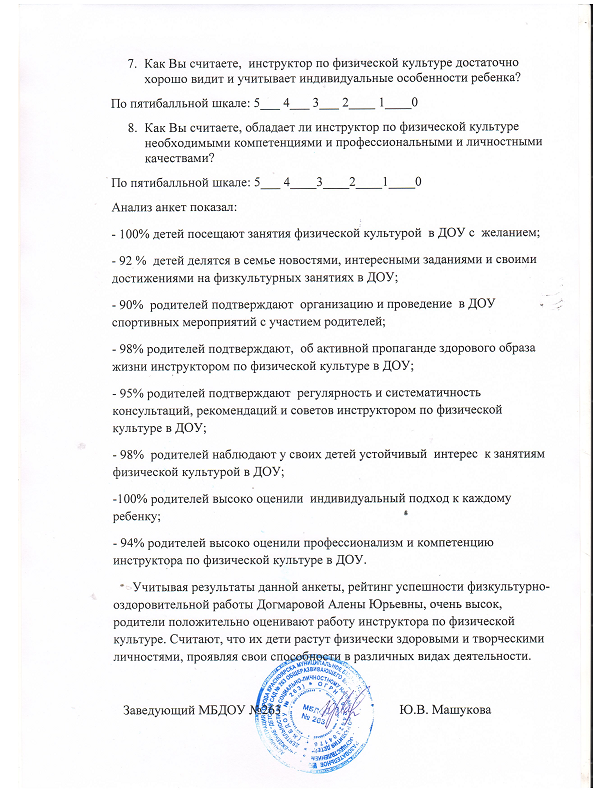 7. Как Вы считаете, инструктор по физической культуре достаточно
хорошо видит и учитывает индивидуальные особенности ребенка?
По пятибалльной шкале: 5___ 4___ 3___ 2____ 1____0
8. Как Вы считаете, обладает ли инструктор по физической культуре
необходимыми компетенциями и профессиональными и личностными
качествами?
По пятибалльной шкале: 5___ 4____3____2____1____0
Анализ анкет показал:
- 100% детей посещают занятия физической культурой в ДОУ с желанием;
- 92 % детей делятся в семье новостями, интересными заданиями и своими
достижениями на физкультурных занятиях в ДОУ;
- 90% родителей подтверждают организацию и проведение в ДОУ
спортивных мероприятий с участием родителей;
- 98% родителей подтверждают, об активной пропаганде здорового образа
жизни инструктором по физической культуре в ДОУ;
- 95% родителей подтверждают регулярность и систематичность
консультаций, рекомендаций и советов инструктором по физической
культуре в ДОУ;
- 98% родителей наблюдают у своих детей устойчивый интерес к занятиям
физической культурой в ДОУ;
-100% родителей высоко оценили индивидуальный подход к каждому
ребенку;
- 94% родителей высоко оценили профессионализм и компетенцию
инструктора по физической культуре в ДОУ.
Учитывая результаты данной анкеты, рейтинг успешности физкультурно-
оздоровительной работы Догмаровой Алены Юрьевны, очень высок,
родители положительно оценивают работу инструктора по физической
культуре. Считают, что их дети растут физически здоровыми и творческими
личностями, проявляя свои способности в различных видах деятельности.
Заведующий МБДОУ №263 Ю.В. Машукова